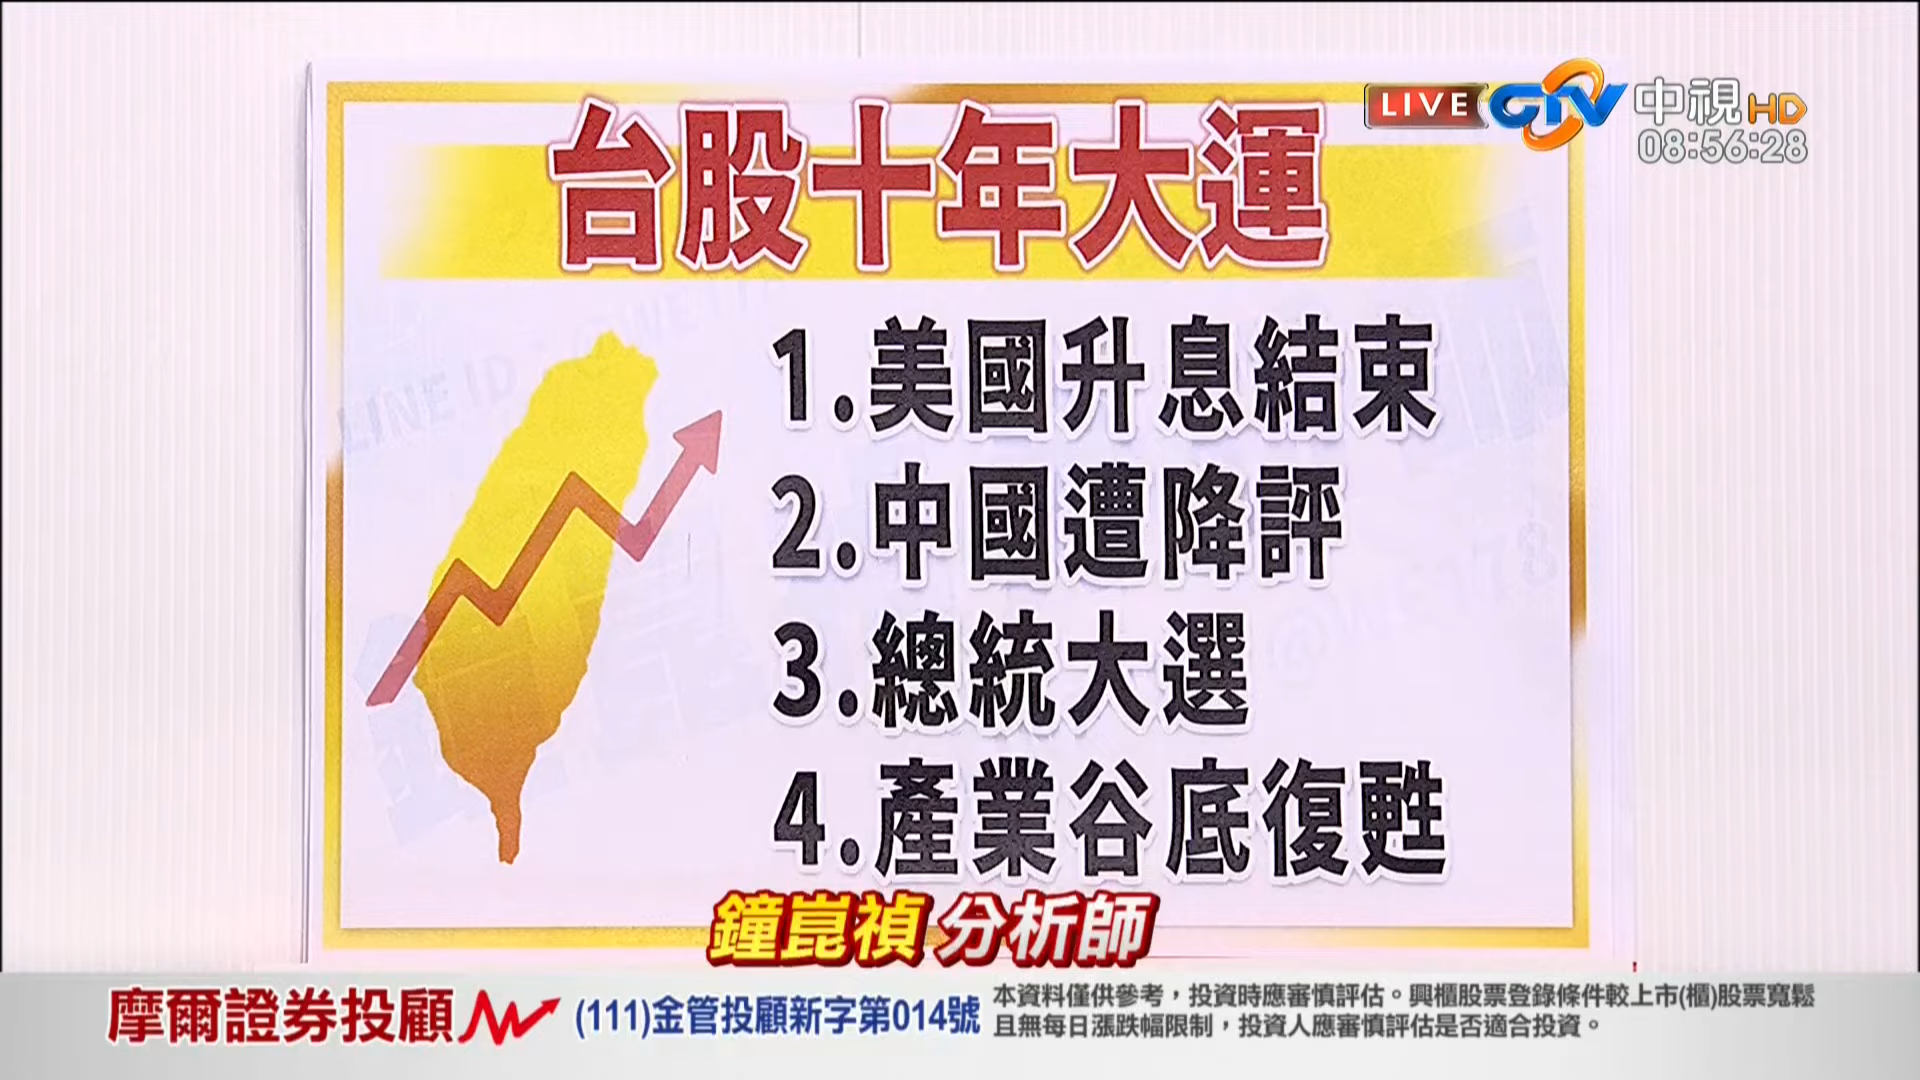 LIVE CTV 中視HD
08:56:28
台股十年大運
1.美國升息結束
2.中國遭降評
3.總統大選
4.產業谷底復甦
LINE ID
鐘崑禎 分析師
摩爾證券投顧 (111)金管投顧新字第014號
本資料僅供參考，投資時應審慎評估。興櫃股票登錄條件較上市(櫃)股票寬鬆
且無每日漲跌幅限制，投資人應審慎評估是否適合投資。